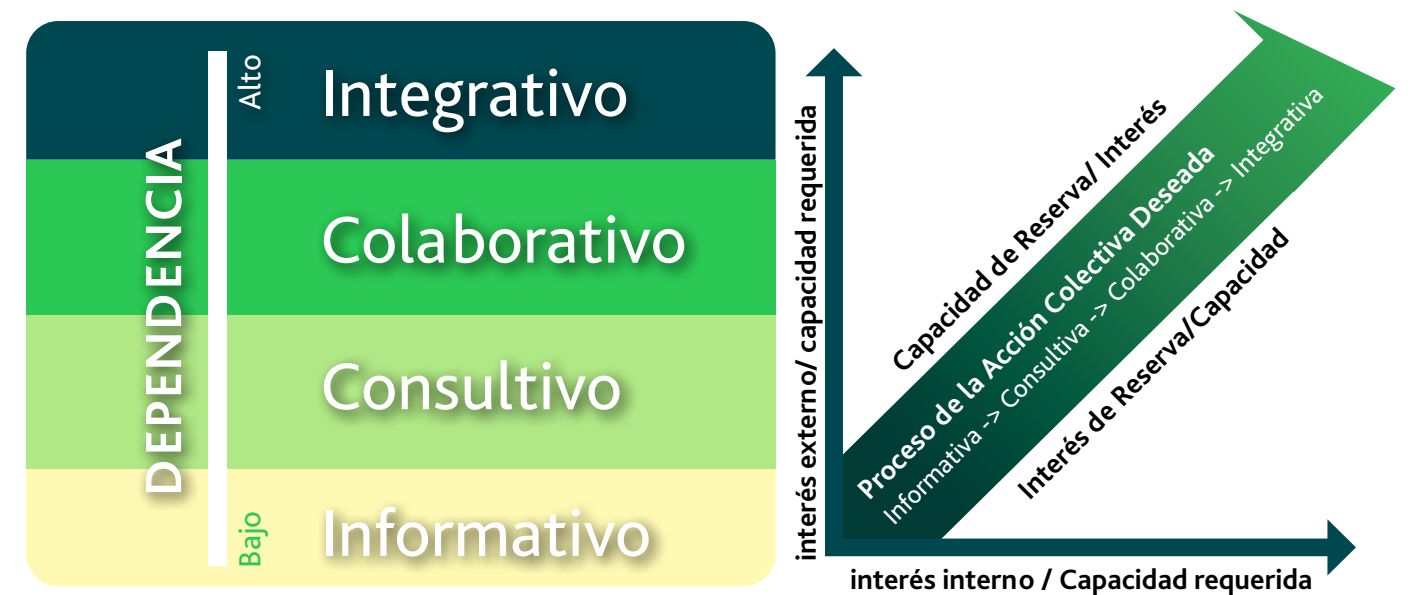 DEPENDENCIA
Alto
Integrativo
Colaborativo
Consultivo
Bajo
Informativo
interés externo/ capacidad requerida
Capacidad de Reserva/ Interés
Proceso de la Acción Colectiva Deseada
Informativa -> Consultiva -> Colaborativa -> Integrativa
Interés de Reserva/Capacidad
interés interno / Capacidad requerida